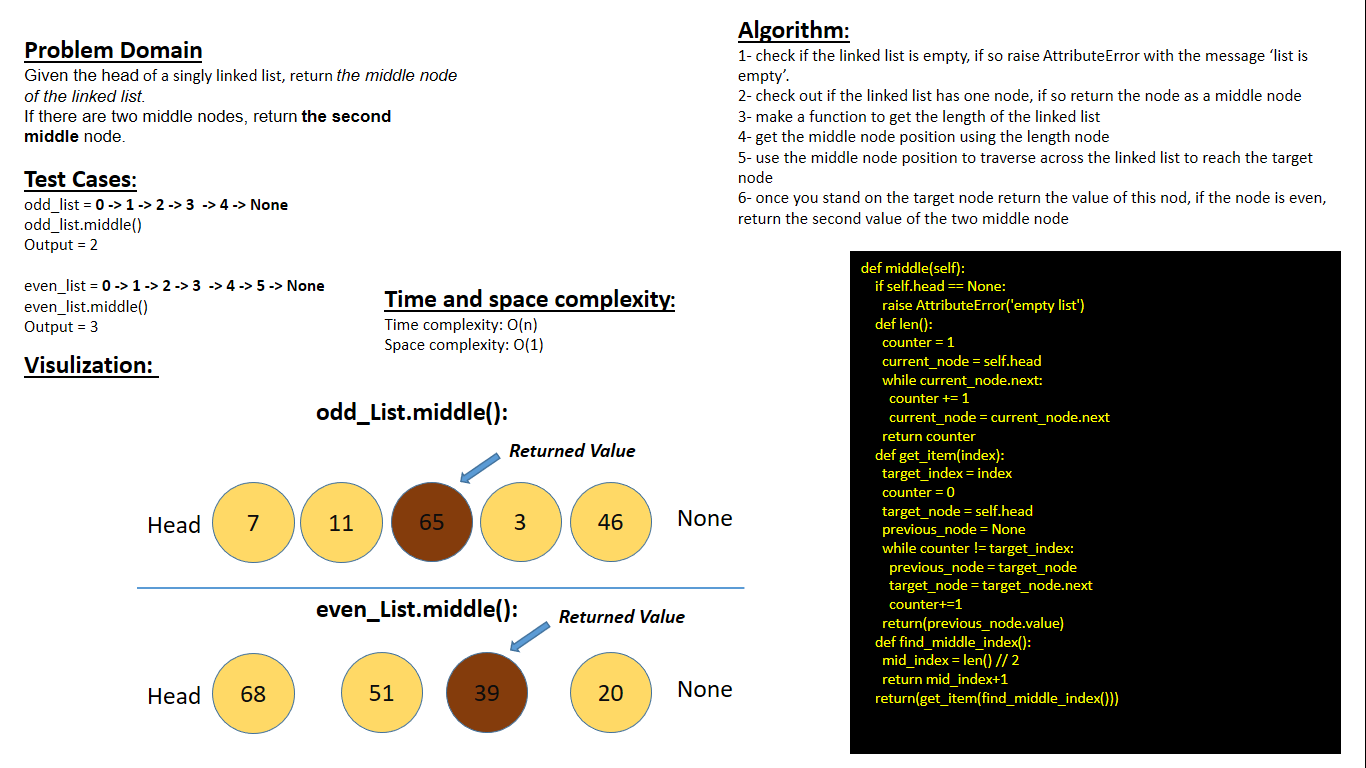 Problem Domain
Given the head of a singly linked list, return the middle node
of the linked list.
If there are two middle nodes, return the second
middle node.
Test Cases:
odd_list = 0 -> 1 -> 2 -> 3  -> 4 -> None
odd_list.middle()
Output = 2
even_list = 0 -> 1 -> 2 -> 3  -> 4 -> 5 -> None
even_list.middle()
Output = 3
Time and space complexity:
Time complexity: O(n)
Space complexity: O(1)
Visulization:
odd_List.middle():
Returned Value
Head 7 11 65 3 46 None
even_List.middle():
Returned Value
Head 68 51 39 20 None
Algorithm:
1- check if the linked list is empty, if so raise AttributeError with the message ‘list is
empty’.
2- check out if the linked list has one node, if so return the node as a middle node
3- make a function to get the length of the linked list
4- get the middle node position using the length node
5- use the middle node position to traverse across the linked list to reach the target
node
6- once you stand on the target node return the value of this nod, if the node is even,
return the second value of the two middle node
def middle(self):
if self.head == None:
raise AttributeError('empty list')
def len():
counter = 1
current_node = self.head
while current_node.next:
counter += 1
current_node = current_node.next
return counter
def get_item(index):
target_index = index
counter = 0
target_node = self.head
previous_node = None
while counter != target_index:
previous_node = target_node
target_node = target_node.next
counter+=1
return(previous_node.value)
def find_middle_index():
mid_index = len() // 2
return mid_index+1
return(get_item(find_middle_index()))